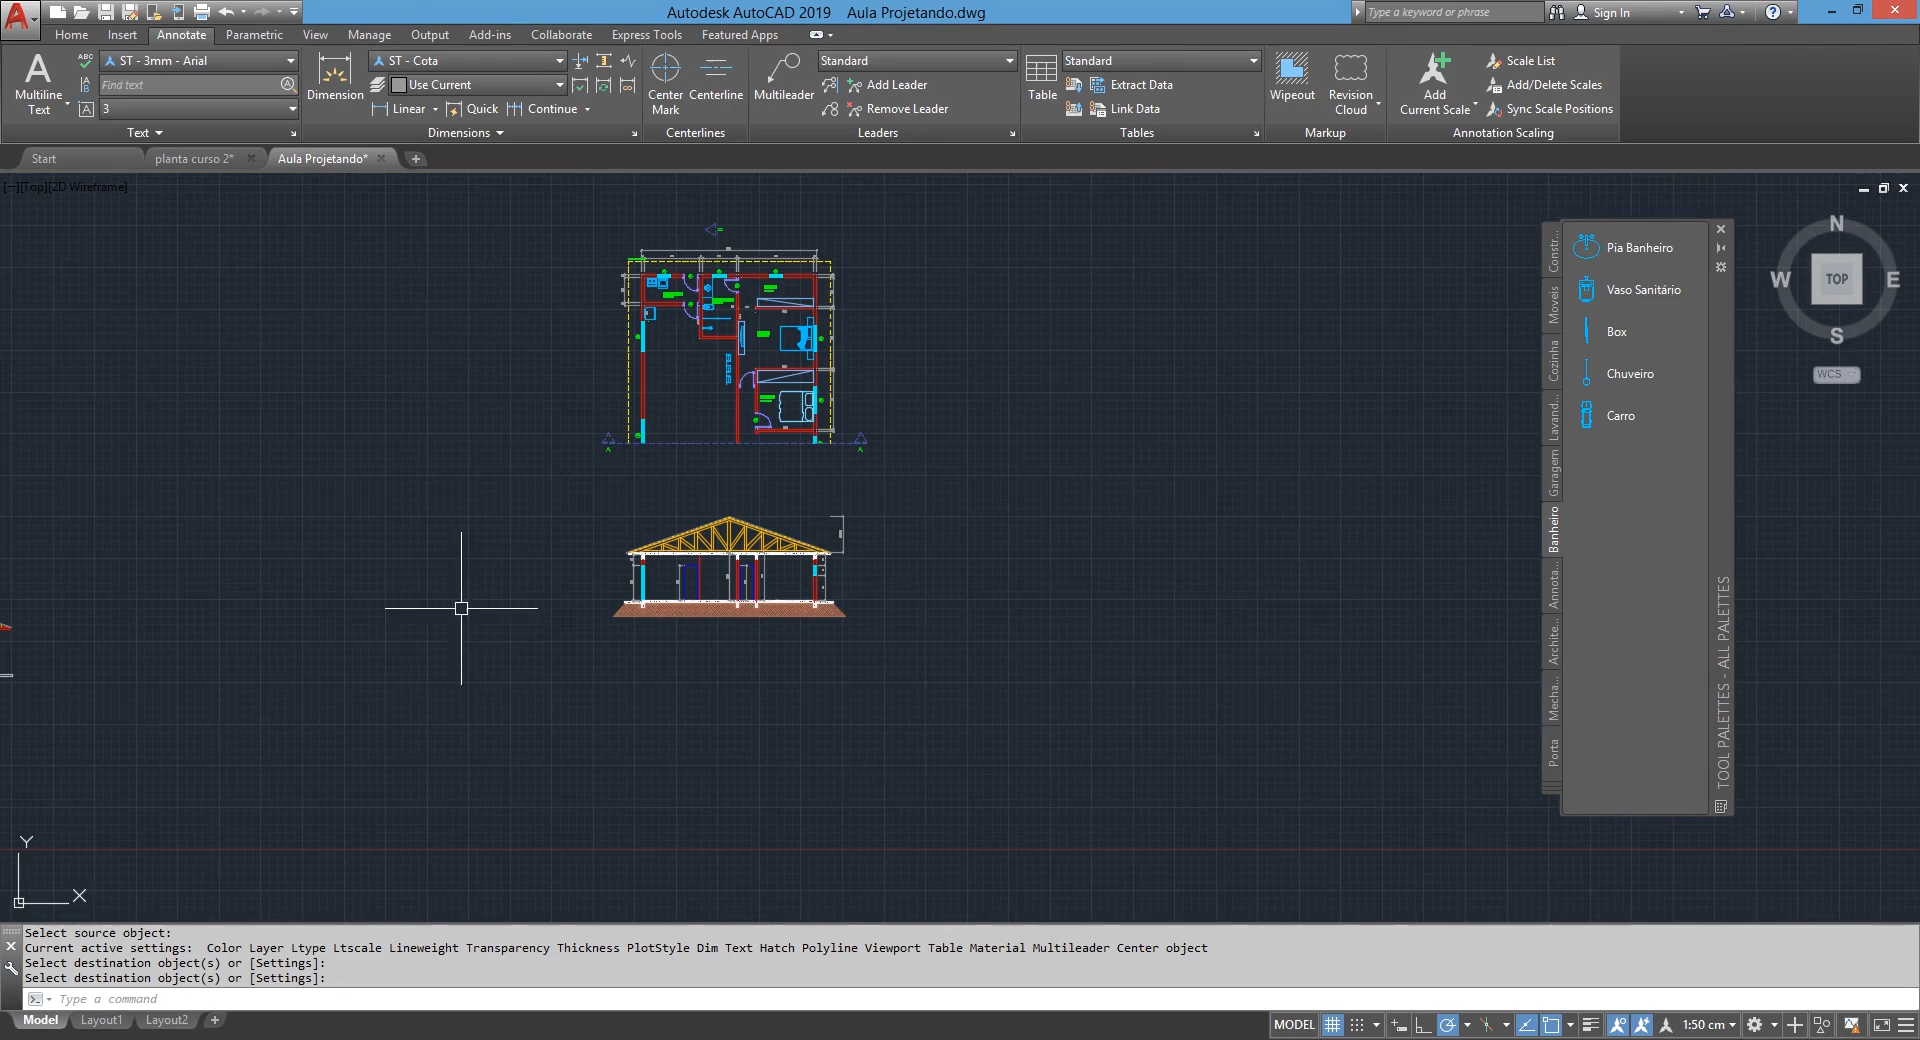 Autodesk AutoCAD 2019 Aula Projetando.dwg
Type a keyword or phrase
Sign In
Home Insert Annotate Parametric View Manage Output Add-ins Collaborate Express Tools Featured Apps
Multiline
Text
ABC
ST - 3mm - Arial
Find text
3
Text
Dimension
ST - Cota
Use Current
Linear
Quick
Continue
Dimensions
Center
Mark
Centerline
Centerlines
Multileader
Standard
Add Leader
Remove Leader
Leaders
Table
Standard
Extract Data
Link Data
Tables
Wipeout
Revision
Cloud
Markup
Add
Current Scale
Scale List
Add/Delete Scales
Sync Scale Positions
Annotation Scaling
Start
planta curso 2*
Aula Projetando*
[−][Top][2D Wireframe]
N
W
TOP
E
S
WCS
A
A
Constr...
Moveis
Cozinha
Lavand...
Garagem
Banheiro
Annota...
Archite...
Mecha...
Porta
Pia Banheiro
Vaso Sanitário
Box
Chuveiro
Carro
TOOL PALETTES - ALL PALETTES
Y
X
Select source object:
Current active settings:  Color Layer Ltype Ltscale Lineweight Transparency Thickness PlotStyle Dim Text Hatch Polyline Viewport Table Material Multileader Center object
Select destination object(s) or [Settings]:
Select destination object(s) or [Settings]:
Type a command
Model Layout1 Layout2
MODEL
1:50 cm